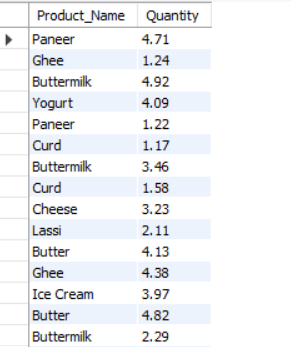 Product_Name Quantity
Paneer 4.71
Ghee 1.24
Buttermilk 4.92
Yogurt 4.09
Paneer 1.22
Curd 1.17
Buttermilk 3.46
Curd 1.58
Cheese 3.23
Lassi 2.11
Butter 4.13
Ghee 4.38
Ice Cream 3.97
Butter 4.82
Buttermilk 2.29